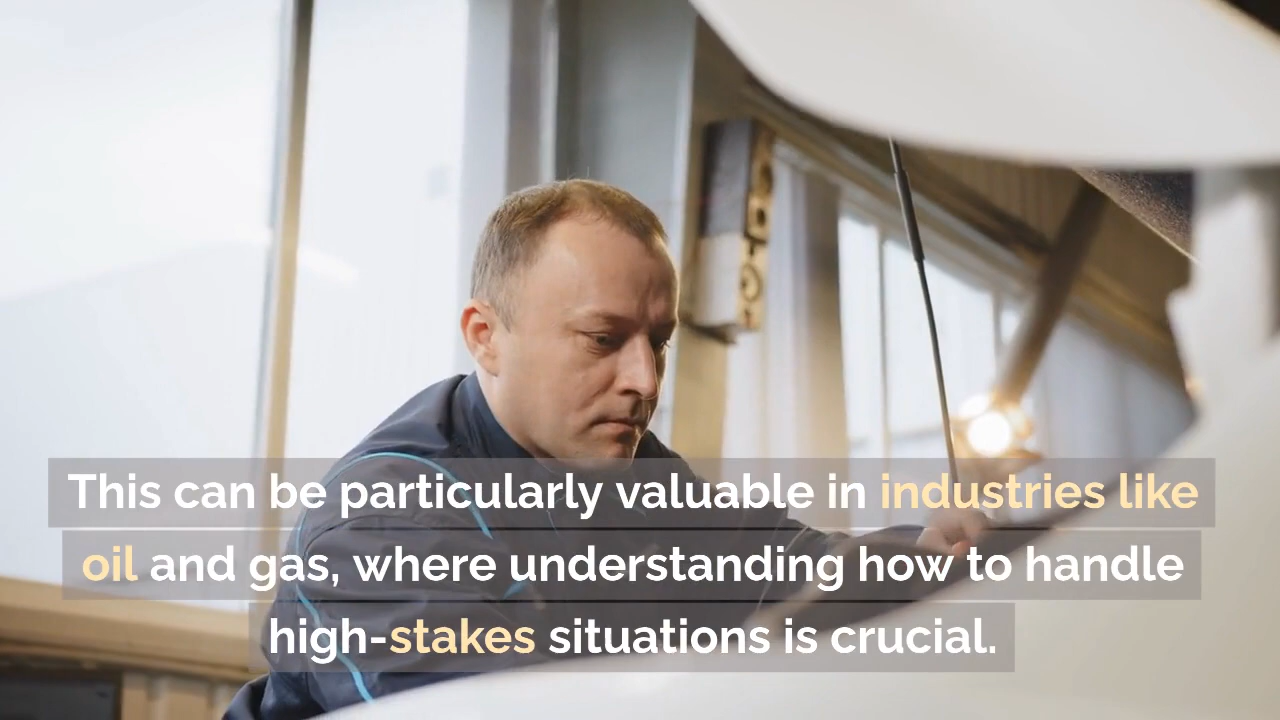 This can be particularly valuable in industries like
oil and gas, where understanding how to handle
high-stakes situations is crucial.